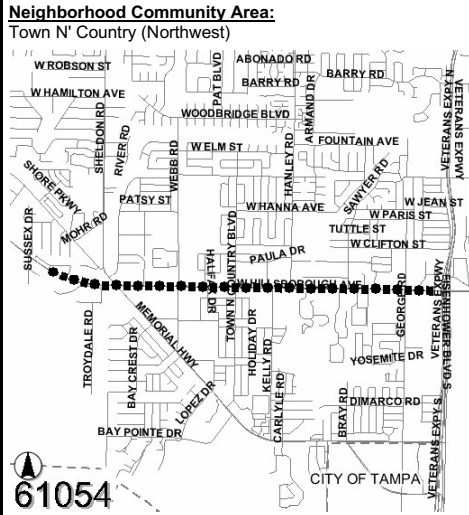 Neighborhood Community Area:
Town N' Country (Northwest)
W ROBSON ST
PAT BLVD
ABONADO RD
BARRY RD
BARRY RD
W HAMILTON AVE
WOODBRIDGE BLVD
ARMAND DR
VETERANS EXPY N
VETERANS EXPWY
SHELDON RD
RIVER RD
WEBB RD
W ELM ST
HANLEY RD
FOUNTAIN AVE
SHORE PKWY
PATSY ST
W HANNA AVE
SAWYER RD
W JEAN ST
W PARIS ST
TUTTLE ST
W CLIFTON ST
SUSSEX DR
MOHR RD
PAULA DR
TOWN N COUNTRY BLVD
W HILLSBOROUGH AVE
GEORGE RD
VETERANS EXPWY
EISENHOWER BLVD S
TROYDALE RD
MEMORIAL HWY
BAY CREST DR
HOLIDAY DR
KELLY RD
YOSEMITE DR
LOPEZ DR
CARLYLE RD
BRAY RD
DIMARCO RD
BAY POINTE DR
VETERANS EXPY S
CITY OF TAMPA
61054